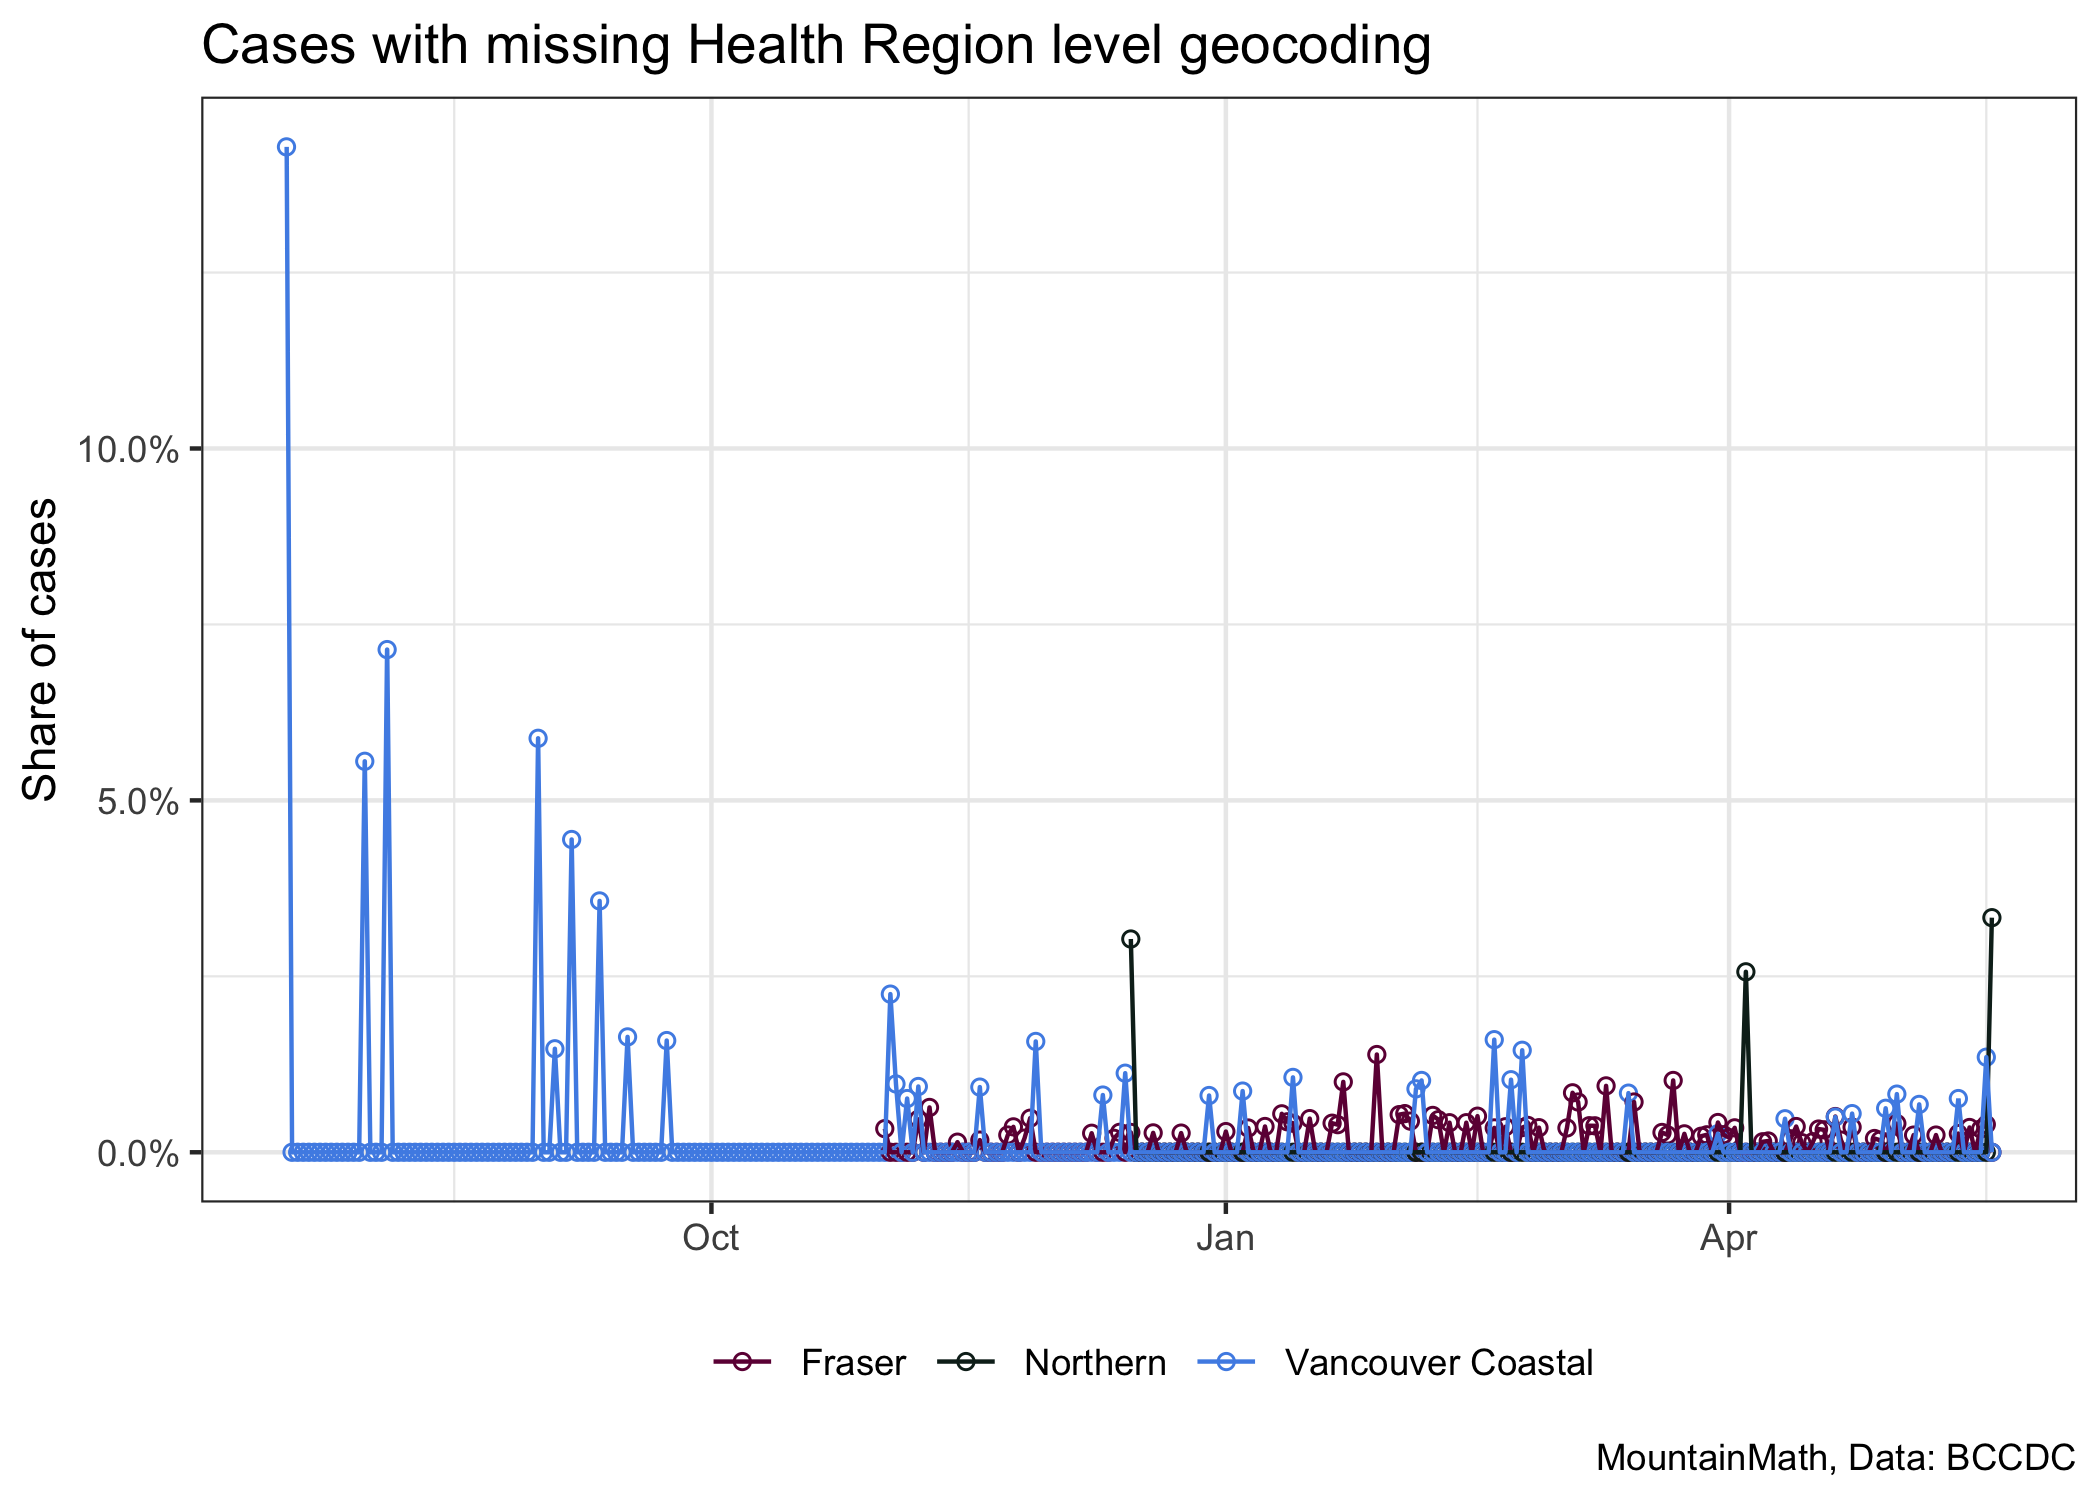 Cases with missing Health Region level geocoding
Share of cases
10.0%
5.0%
0.0%
Oct
Jan
Apr
Fraser
Northern
Vancouver Coastal
MountainMath, Data: BCCDC